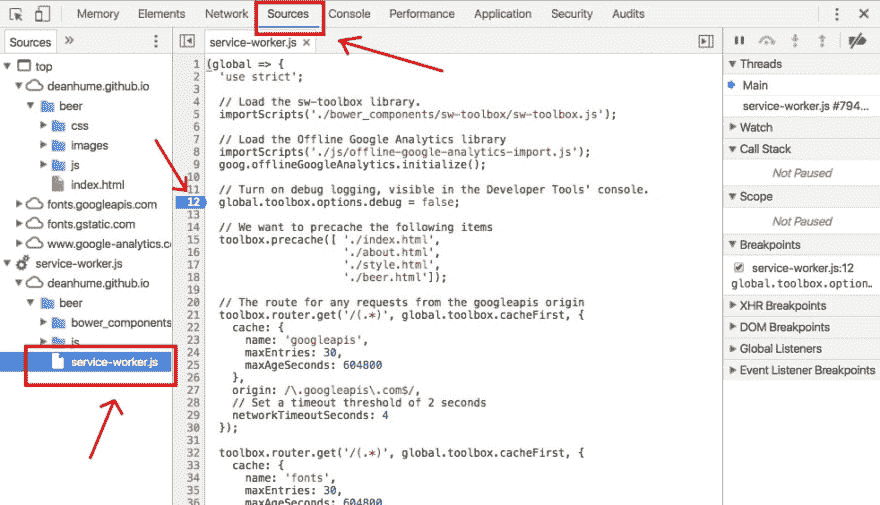 Memory Elements Network Sources Console Performance Application Security Audits
Sources »
top
deanhume.github.io
beer
css
images
js
index.html
fonts.googleapis.com
fonts.gstatic.com
www.google-analytics.c
service-worker.js
deanhume.github.io
beer
bower_components
js
service-worker.js
service-worker.js ×
1 (global => {
2 'use strict';
3
4 // Load the sw-toolbox library.
5 importScripts('./bower_components/sw-toolbox/sw-toolbox.js');
6
7 // Load the Offline Google Analytics library
8 importScripts('./js/offline-google-analytics-import.js');
9 goog.offlineGoogleAnalytics.initialize();
10
11 // Turn on debug logging, visible in the Developer Tools' console.
12 global.toolbox.options.debug = false;
13
14 // We want to precache the following items
15 toolbox.precache([ './index.html',
16 './about.html',
17 './style.html',
18 './beer.html']);
19
20 // The route for any requests from the googleapis origin
21 toolbox.router.get('/(.*)', global.toolbox.cacheFirst, {
22 cache: {
23 name: 'googleapis',
24 maxEntries: 30,
25 maxAgeSeconds: 604800
26 },
27 origin: /\.googleapis\.com$/,
28 // Set a timeout threshold of 2 seconds
29 networkTimeoutSeconds: 4
30 });
31
32 toolbox.router.get('/(.*)', global.toolbox.cacheFirst, {
33 cache: {
34 name: 'fonts',
35 maxEntries: 30,
36 maxAgeSeconds: 604800
Threads
Main
service-worker.js #794...
Watch
Call Stack
Not Paused
Scope
Not Paused
Breakpoints
service-worker.js:12
global.toolbox.option...
XHR Breakpoints
DOM Breakpoints
Global Listeners
Event Listener Breakpoints